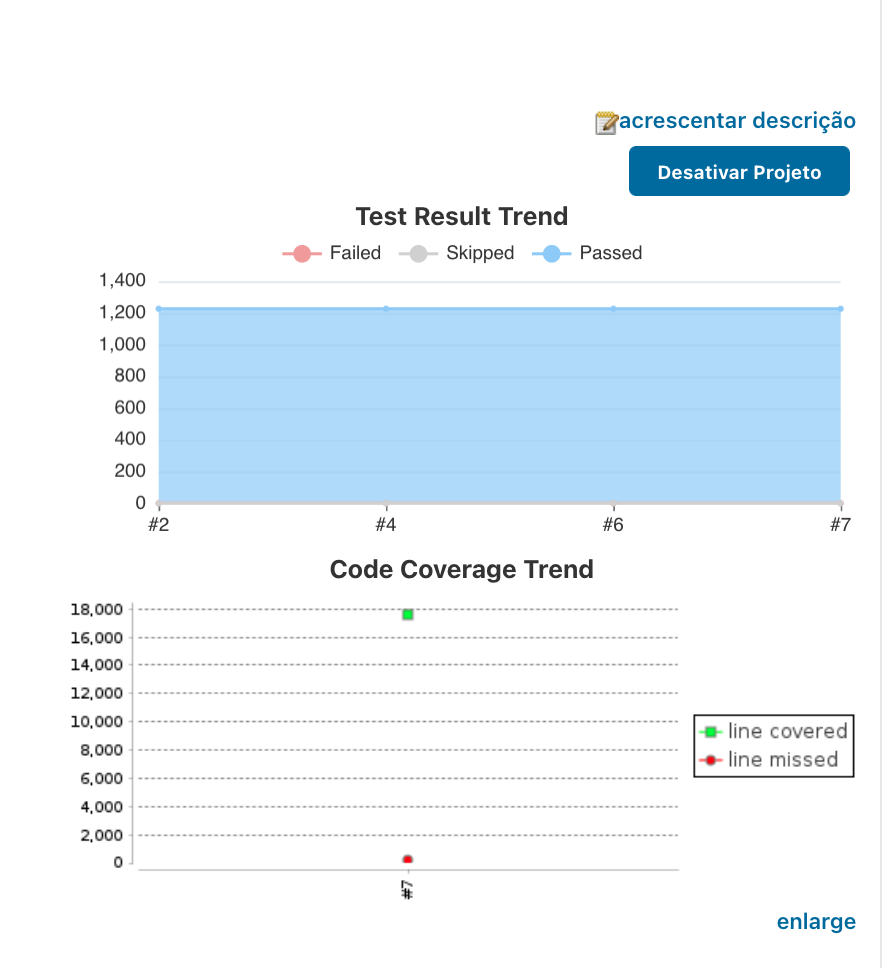 acrescentar descrição
Desativar Projeto
Test Result Trend
Failed Skipped Passed
1,400
1,200
1,000
800
600
400
200
0
#2 #4 #6 #7
Code Coverage Trend
18,000
16,000
14,000
12,000
10,000
8,000
6,000
4,000
2,000
0
#7
line covered
line missed
enlarge